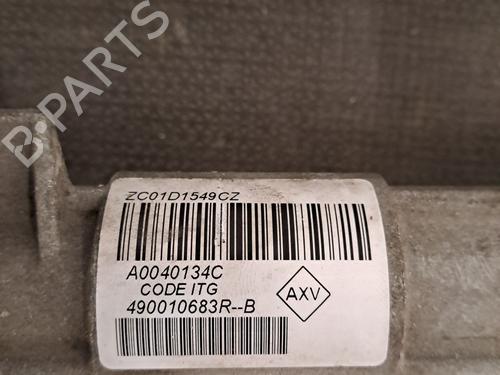 B-PARTS
ZC01D1549CZ
A0040134C
CODE ITG
490010683R--B
AXV